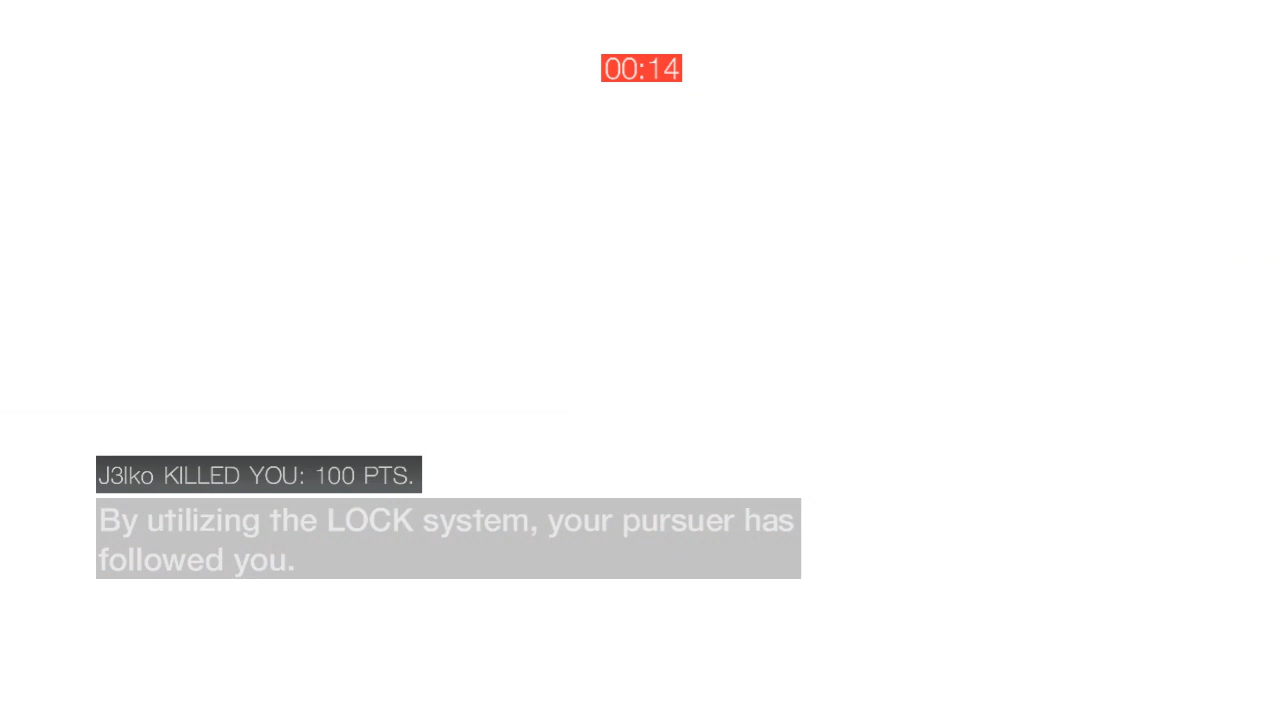 00:14
J3lko KILLED YOU: 100 PTS.
By utilizing the LOCK system, your pursuer has
followed you.